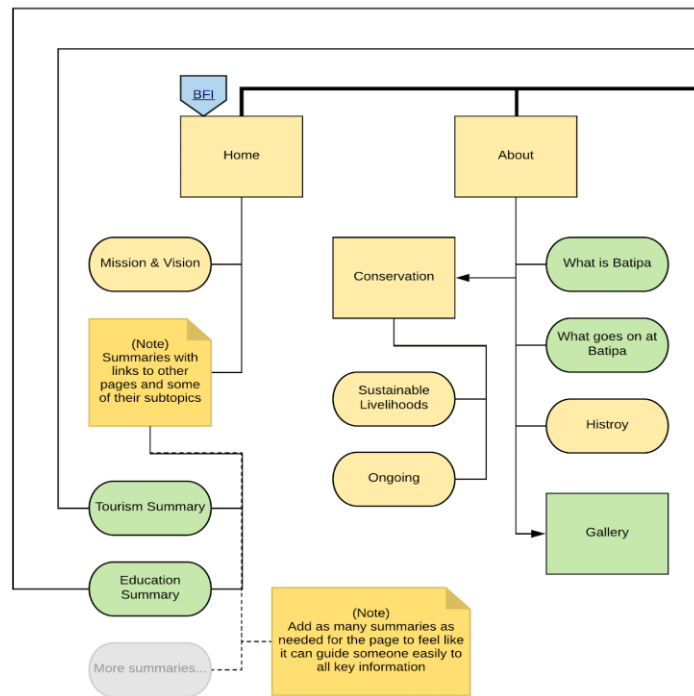 BFI
Home
About
Mission & Vision
Conservation
What is Batipa
(Note)
Summaries with
links to other
pages and some
of their subtopics
What goes on at
Batipa
Sustainable
Livelihoods
Histroy
Ongoing
Tourism Summary
Gallery
Education
Summary
(Note)
Add as many summaries as
needed for the page to feel like
it can guide someone easily to
all key information
More summaries...